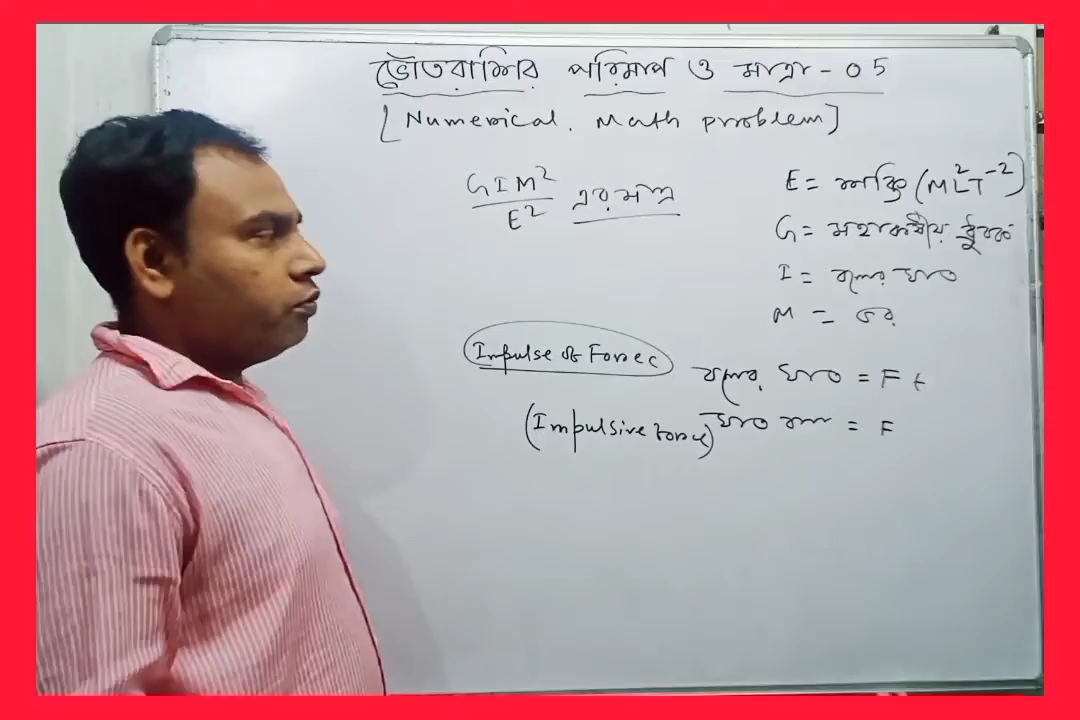 ভৌতরাশির পরিমাপ ও মাত্রা - 05
[Numerical. Math problem]
GIM²/E² এর মাত্রা
E = শক্তি (ML²T⁻²)
G = মহাকর্ষীয় ধ্রুবক
I = বলের ঘাত
M = ভর
Impulse of Force
বলের ঘাত = Ft
(Impulsive Force) ঘাত বল = F